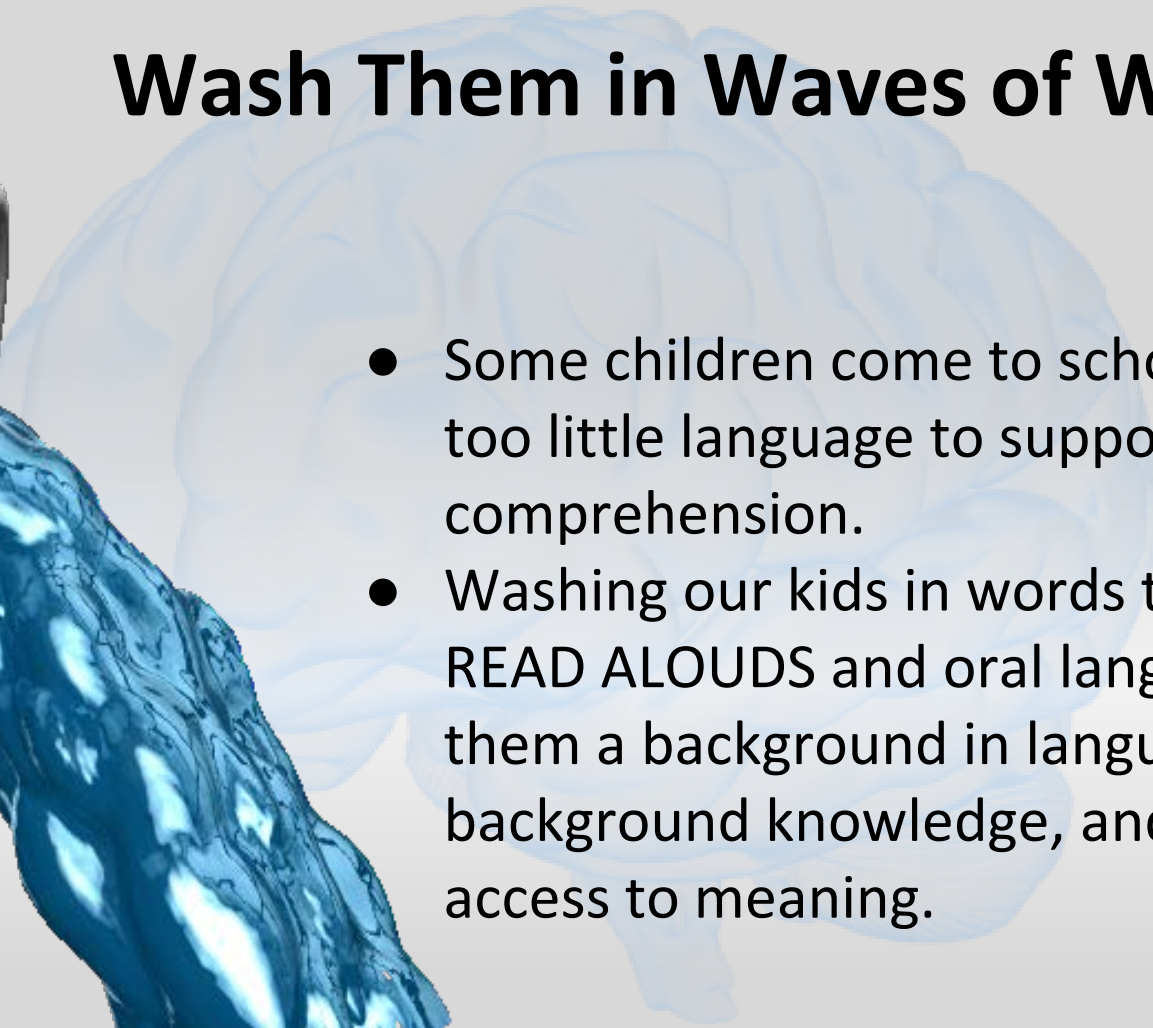 Wash Them in Waves of W
● Some children come to scho
too little language to suppo
comprehension.
● Washing our kids in words t
READ ALOUDS and oral lang
them a background in langu
background knowledge, and
access to meaning.